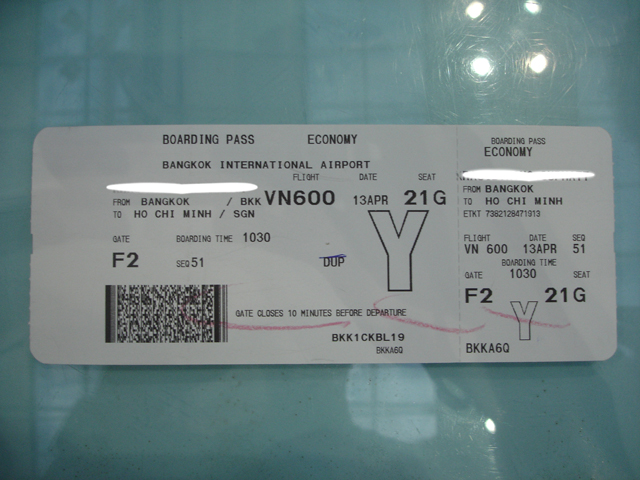 BOARDING PASS ECONOMY
BANGKOK INTERNATIONAL AIRPORT
FLIGHT DATE SEAT
FROM BANGKOK / BKK VN600 13APR 21G
TO HO CHI MINH / SGN
Y
GATE BOARDING TIME 1030
F2 SEQ 51 DUP
GATE CLOSES 10 MINUTES BEFORE DEPARTURE
BKK1CKBL19
BKKA6Q
BOARDING PASS
ECONOMY
FROM BANGKOK
TO HO CHI MINH
ETKT 7382128471913
FLIGHT DATE SEQ
VN 600 13APR 51
BOARDING TIME
GATE 1030 SEAT
F2 21G
Y
BKKA6Q